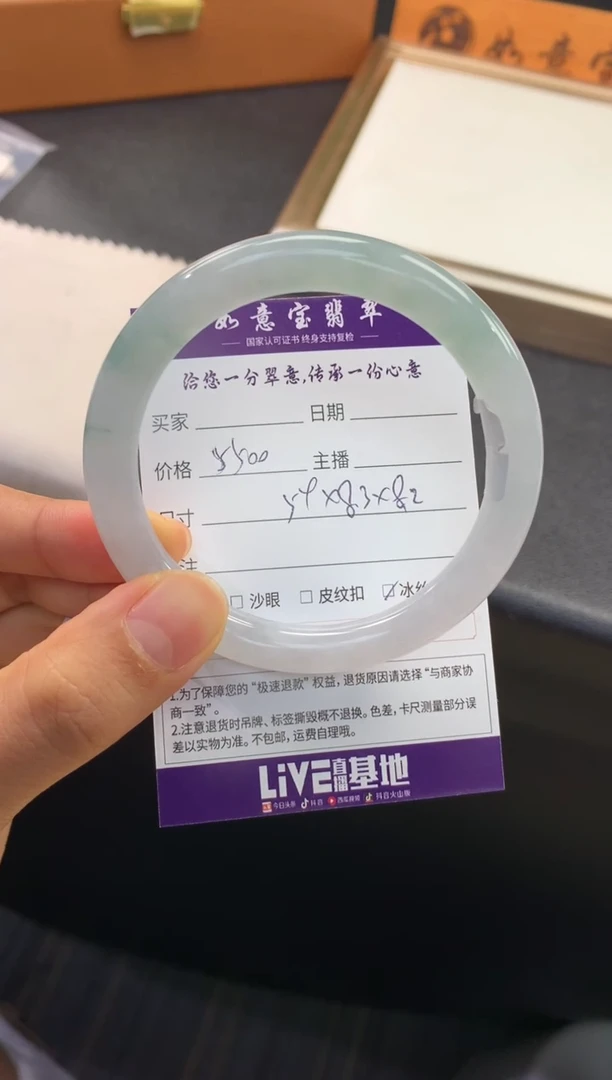 如意宝
如意宝翡翠
国家认可证书 终身支持复检
给您一分翠意,传承一份心意
买家 日期
价格 5500 主播
寸
注
□ 沙眼 □ 皮纹扣 ☑ 冰
1.为了保障您的“极速退款”权益,退货原因请选择“与商家协
商一致”。
2.注意退货时吊牌、标签撕毁概不退换。色差,卡尺测量部分误
差以实物为准。不包邮,运费自理哦。
LiVE直播基地
今日头条 抖音 西瓜视频 抖音火山版